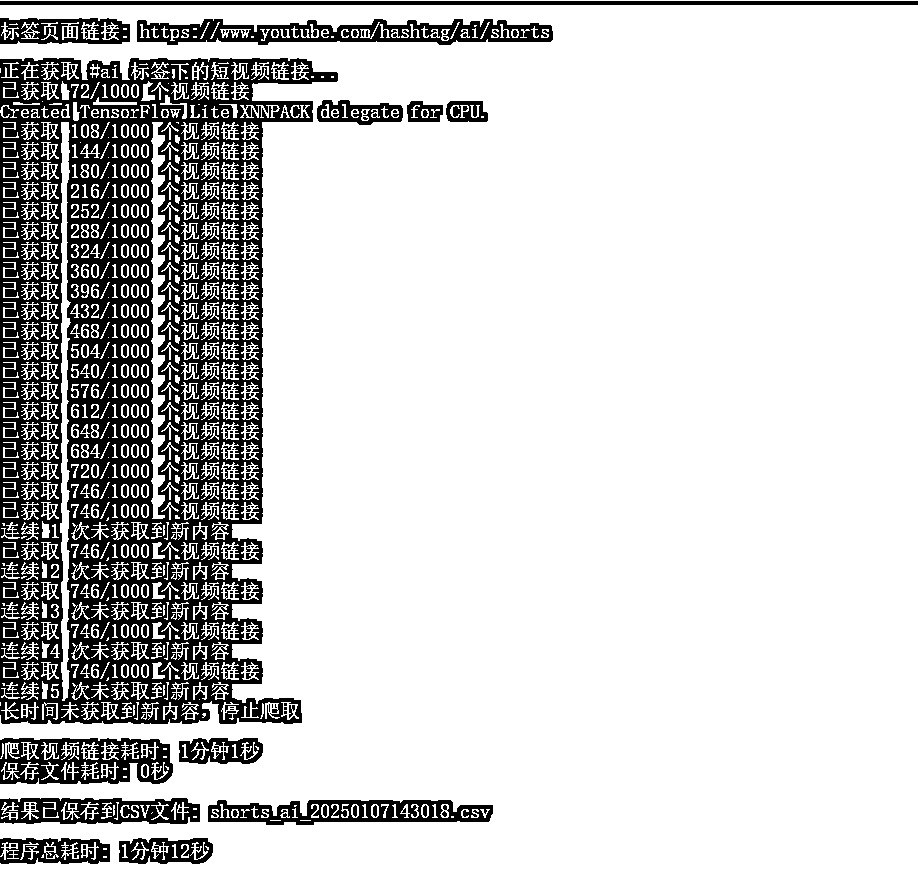 标签页面链接: https://www.youtube.com/hashtag/ai/shorts
正在获取 #ai 标签下的短视频链接...
已获取 72/1000 个视频链接
Created TensorFlow Lite XNNPACK delegate for CPU.
已获取 108/1000 个视频链接
已获取 144/1000 个视频链接
已获取 180/1000 个视频链接
已获取 216/1000 个视频链接
已获取 252/1000 个视频链接
已获取 288/1000 个视频链接
已获取 324/1000 个视频链接
已获取 360/1000 个视频链接
已获取 396/1000 个视频链接
已获取 432/1000 个视频链接
已获取 468/1000 个视频链接
已获取 504/1000 个视频链接
已获取 540/1000 个视频链接
已获取 576/1000 个视频链接
已获取 612/1000 个视频链接
已获取 648/1000 个视频链接
已获取 684/1000 个视频链接
已获取 720/1000 个视频链接
已获取 746/1000 个视频链接
已获取 746/1000 个视频链接
连续 1 次未获取到新内容
已获取 746/1000 个视频链接
连续 2 次未获取到新内容
已获取 746/1000 个视频链接
连续 3 次未获取到新内容
已获取 746/1000 个视频链接
连续 4 次未获取到新内容
已获取 746/1000 个视频链接
连续 5 次未获取到新内容
长时间未获取到新内容，停止爬取
爬取视频链接耗时: 1分钟1秒
保存文件耗时: 0秒
结果已保存到CSV文件: shorts_ai_20250107143018.csv
程序总耗时: 1分钟12秒